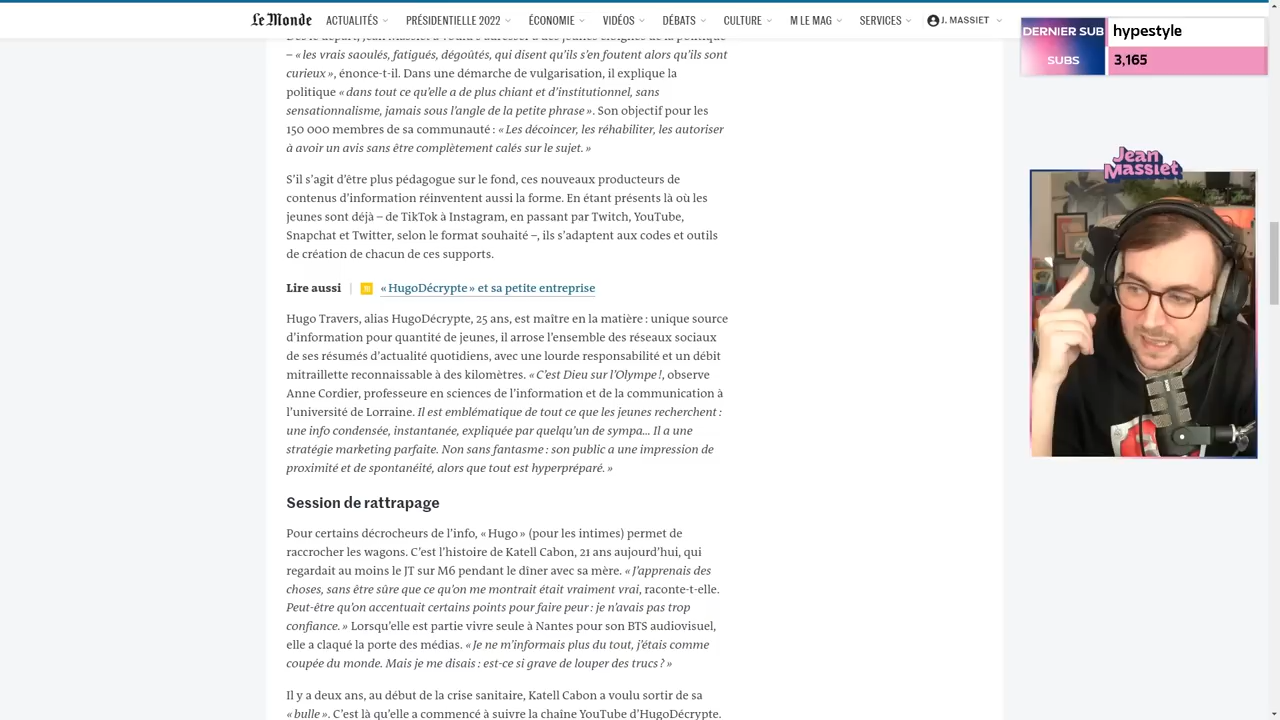 Le Monde
ACTUALITÉS
PRÉSIDENTIELLE 2022
ÉCONOMIE
VIDÉOS
DÉBATS
CULTURE
M LE MAG
SERVICES
J. MASSIET
Dès le départ, Jean Massiet a voulu s'adresser à des jeunes éloignés de la politique
– « les vrais saoulés, fatigués, dégoûtés, qui disent qu'ils s'en foutent alors qu'ils sont
curieux », énonce-t-il. Dans une démarche de vulgarisation, il explique la
politique « dans tout ce qu'elle a de plus chiant et d'institutionnel, sans
sensationnalisme, jamais sous l'angle de la petite phrase ». Son objectif pour les
150 000 membres de sa communauté : « Les décoincer, les réhabiliter, les autoriser
à avoir un avis sans être complètement calés sur le sujet. »
S'il s'agit d'être plus pédagogue sur le fond, ces nouveaux producteurs de
contenus d'information réinventent aussi la forme. En étant présents là où les
jeunes sont déjà – de TikTok à Instagram, en passant par Twitch, YouTube,
Snapchat et Twitter, selon le format souhaité –, ils s'adaptent aux codes et outils
de création de chacun de ces supports.
Lire aussi | « HugoDécrypte » et sa petite entreprise
Hugo Travers, alias HugoDécrypte, 25 ans, est maître en la matière : unique source
d'information pour quantité de jeunes, il arrose l'ensemble des réseaux sociaux
de ses résumés d'actualité quotidiens, avec une lourde responsabilité et un débit
mitraillette reconnaissable à des kilomètres. « C'est Dieu sur l'Olympe !, observe
Anne Cordier, professeure en sciences de l'information et de la communication à
l'université de Lorraine. Il est emblématique de tout ce que les jeunes recherchent :
une info condensée, instantanée, expliquée par quelqu'un de sympa… Il a une
stratégie marketing parfaite. Non sans fantasme : son public a une impression de
proximité et de spontanéité, alors que tout est hyperpréparé. »
Session de rattrapage
Pour certains décrocheurs de l'info, « Hugo » (pour les intimes) permet de
raccrocher les wagons. C'est l'histoire de Katell Cabon, 21 ans aujourd'hui, qui
regardait au moins le JT sur M6 pendant le dîner avec sa mère. « J'apprenais des
choses, sans être sûre que ce qu'on me montrait était vraiment vrai, raconte-t-elle.
Peut-être qu'on accentuait certains points pour faire peur : je n'avais pas trop
confiance. » Lorsqu'elle est partie vivre seule à Nantes pour son BTS audiovisuel,
elle a claqué la porte des médias. « Je ne m'informais plus du tout, j'étais comme
coupée du monde. Mais je me disais : est-ce si grave de louper des trucs ? »
Il y a deux ans, au début de la crise sanitaire, Katell Cabon a voulu sortir de sa
« bulle ». C'est là qu'elle a commencé à suivre la chaîne YouTube d'HugoDécrypte.
DERNIER SUB
hypestyle
SUBS
3,165
Jean
Massiet